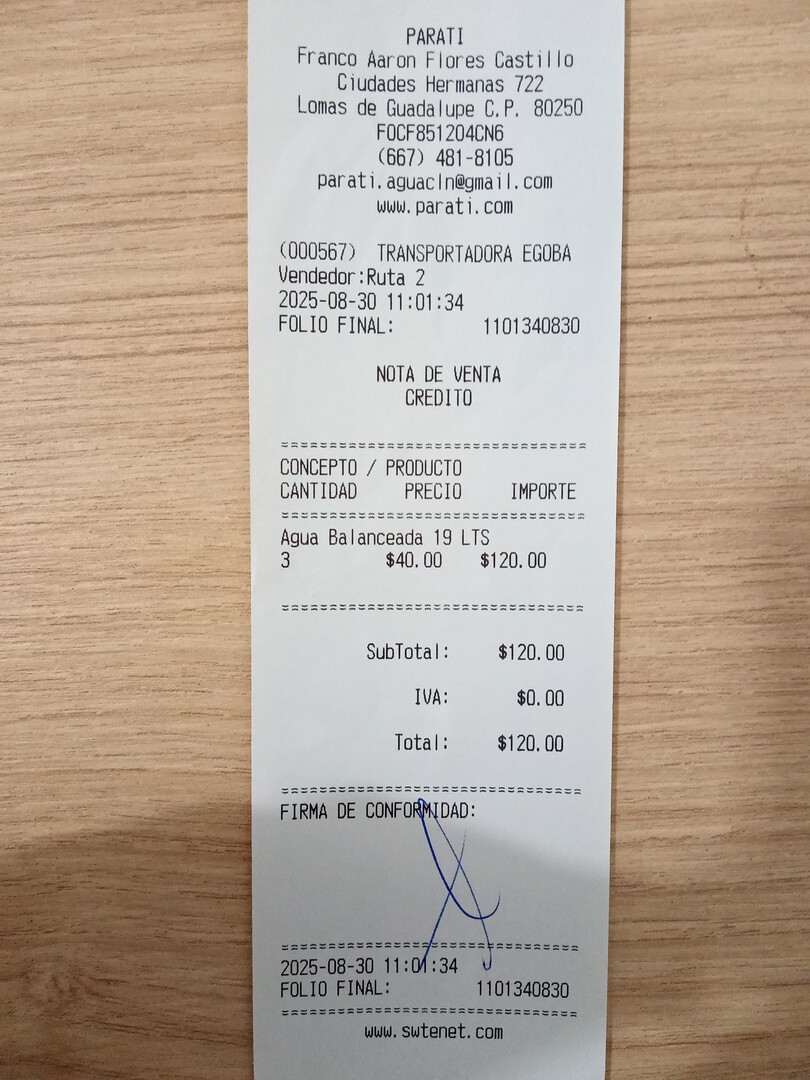 PARATI
Franco Aaron Flores Castillo
Ciudades Hermanas 722
Lomas de Guadalupe C.P. 80250
FOCF851204CN6
(667) 481-8105
parati.aguacln@gmail.com
www.parati.com
(000567) TRANSPORTADORA EGOBA
Vendedor:Ruta 2
2025-08-30 11:01:34
FOLIO FINAL: 1101340830
NOTA DE VENTA
CREDITO
================================
CONCEPTO / PRODUCTO
CANTIDAD PRECIO IMPORTE
================================
Agua Balanceada 19 LTS
3 $40.00 $120.00
================================
SubTotal: $120.00
IVA: $0.00
Total: $120.00
================================
FIRMA DE CONFORMIDAD:
================================
2025-08-30 11:01:34
FOLIO FINAL: 1101340830
================================
www.swtenet.com